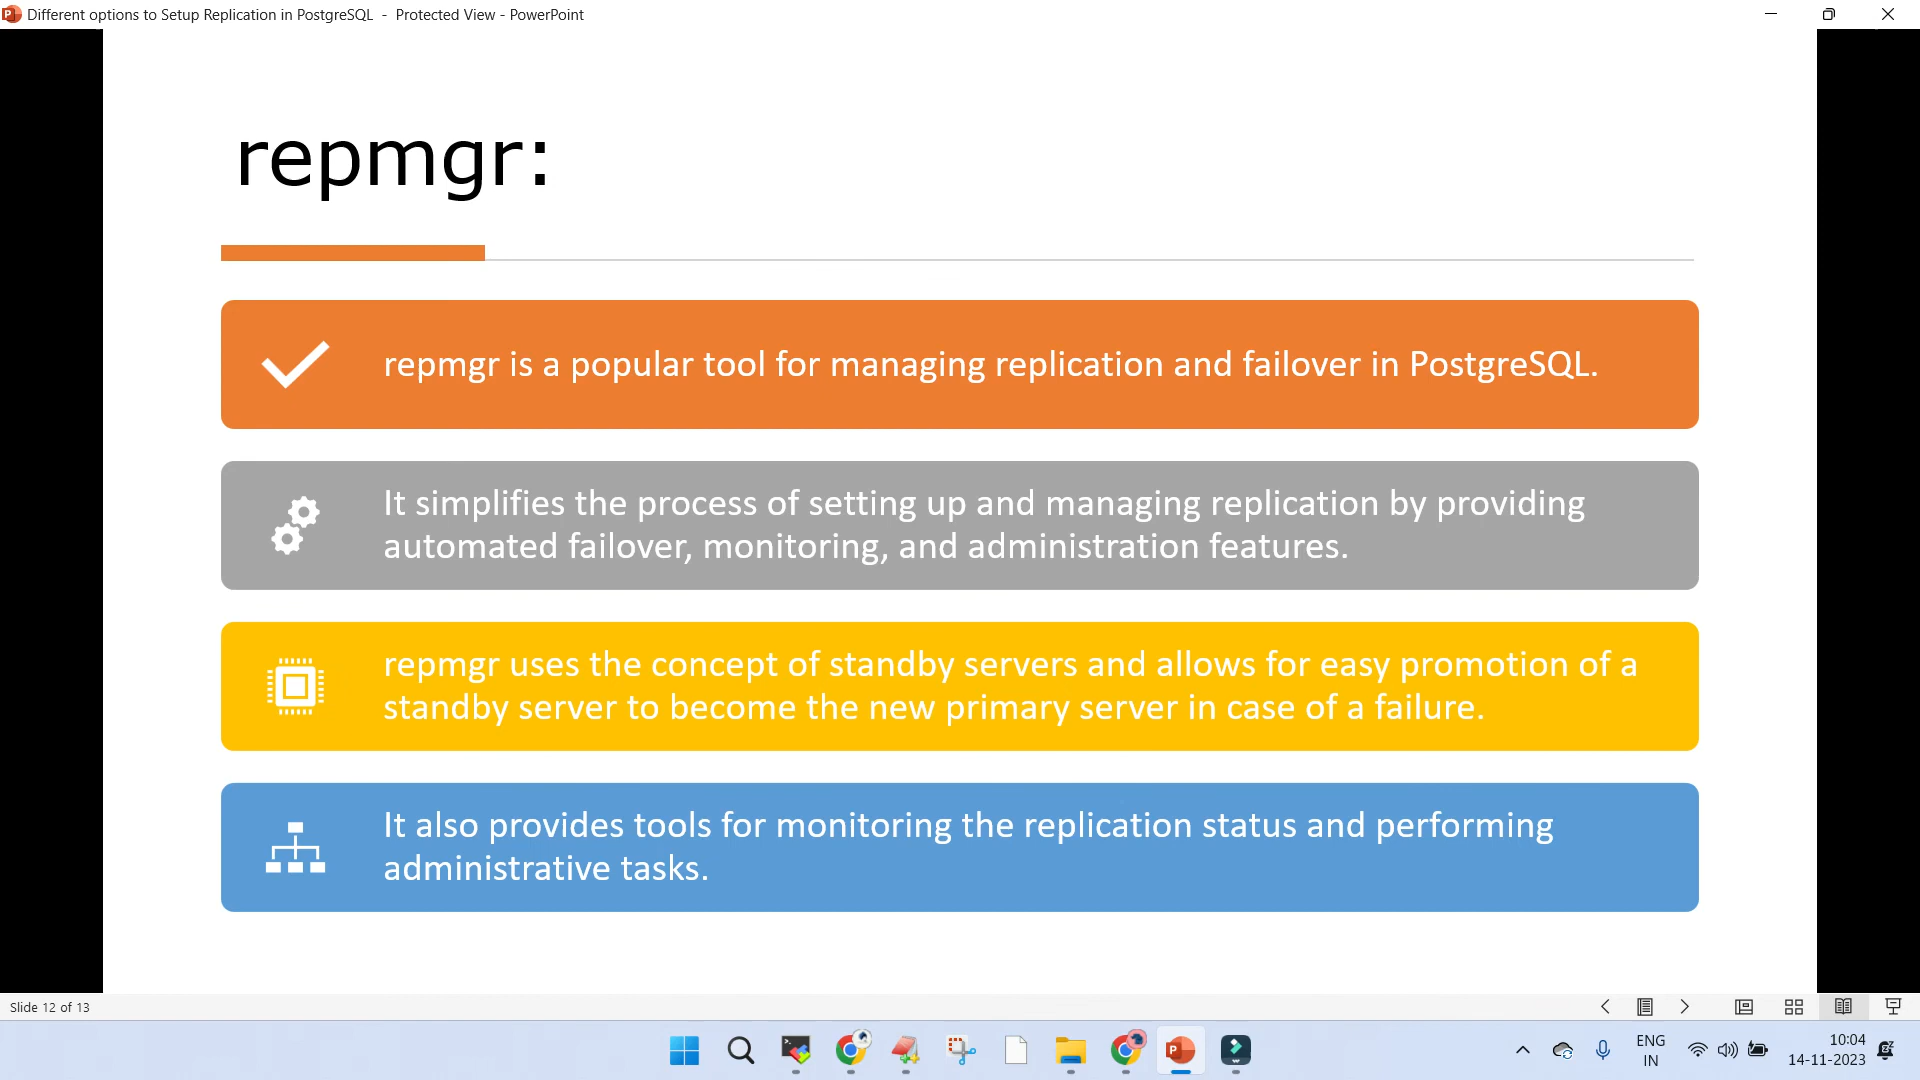 Different options to Setup Replication in PostgreSQL - Protected View - PowerPoint
repmgr:
repmgr is a popular tool for managing replication and failover in PostgreSQL.
It simplifies the process of setting up and managing replication by providing
automated failover, monitoring, and administration features.
repmgr uses the concept of standby servers and allows for easy promotion of a
standby server to become the new primary server in case of a failure.
It also provides tools for monitoring the replication status and performing
administrative tasks.
Slide 12 of 13
ENG
IN
10:04
14-11-2023